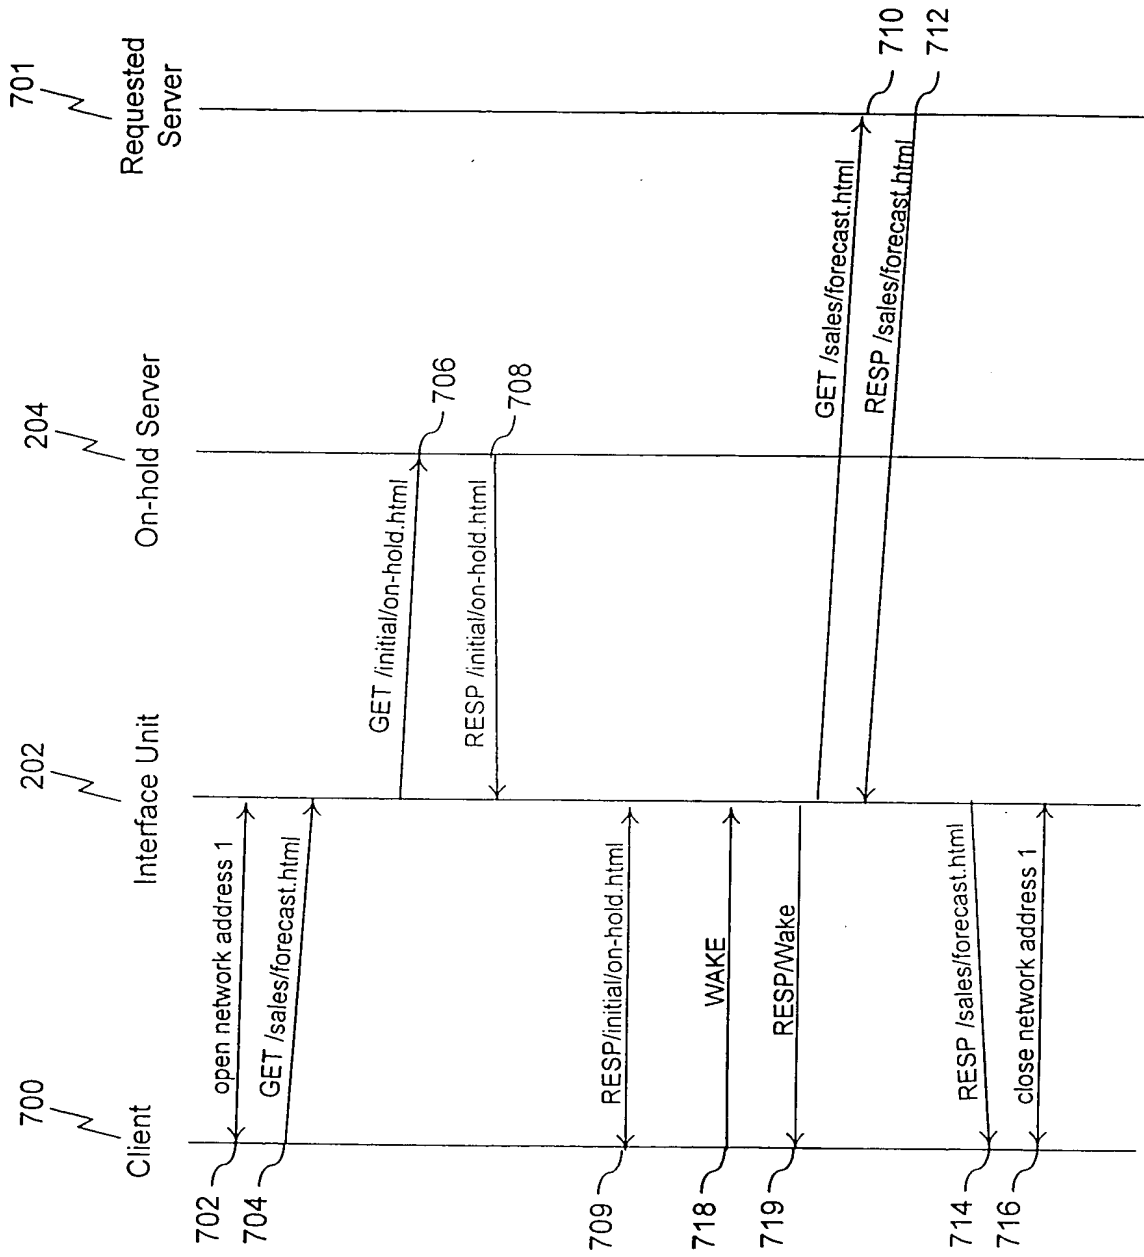 700
Client
202
Interface Unit
204
On-hold Server
701
Requested
Server
702
open network address 1
704
GET /sales/forecast.html
GET /initial/on-hold.html
706
RESP /initial/on-hold.html
708
709
RESP/initial/on-hold.html
718
WAKE
719
RESP/Wake
GET /sales/forecast.html
710
RESP /sales/forecast.html
712
714
RESP /sales/forecast.html
716
close network address 1